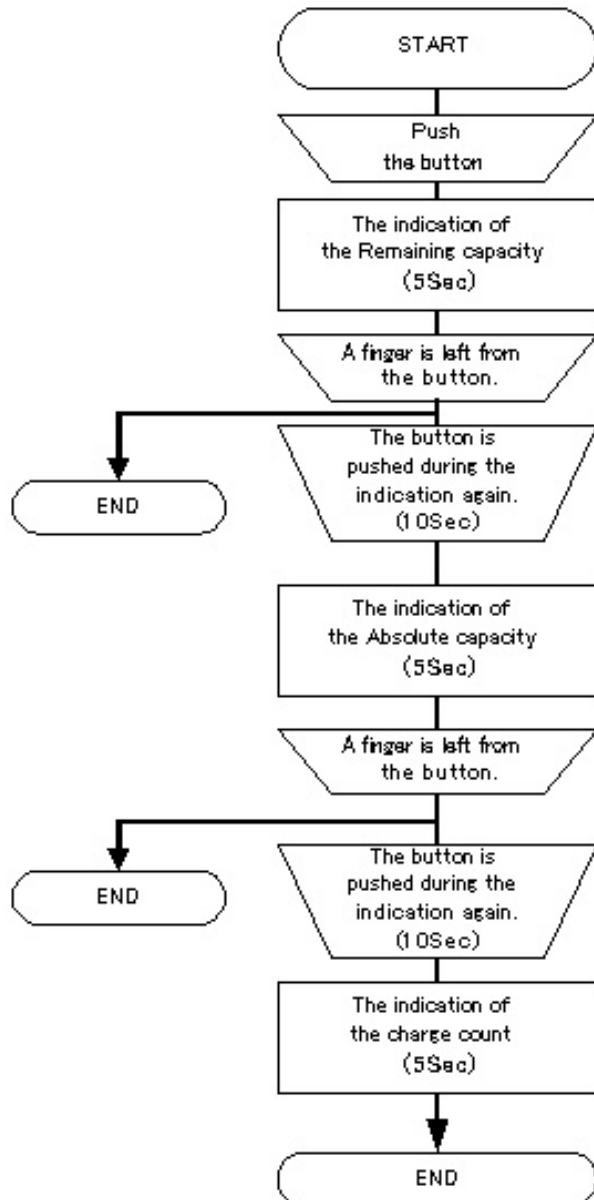 START
Push
the button
The indication of
the Remaining capacity
(5Sec)
A finger is left from
the button.
END
The button is
pushed during the
indication again.
(10Sec)
The indication of
the Absolute capacity
(5Sec)
A finger is left from
the button.
END
The button is
pushed during the
indication again.
(10Sec)
The indication of
the charge count
(5Sec)
END